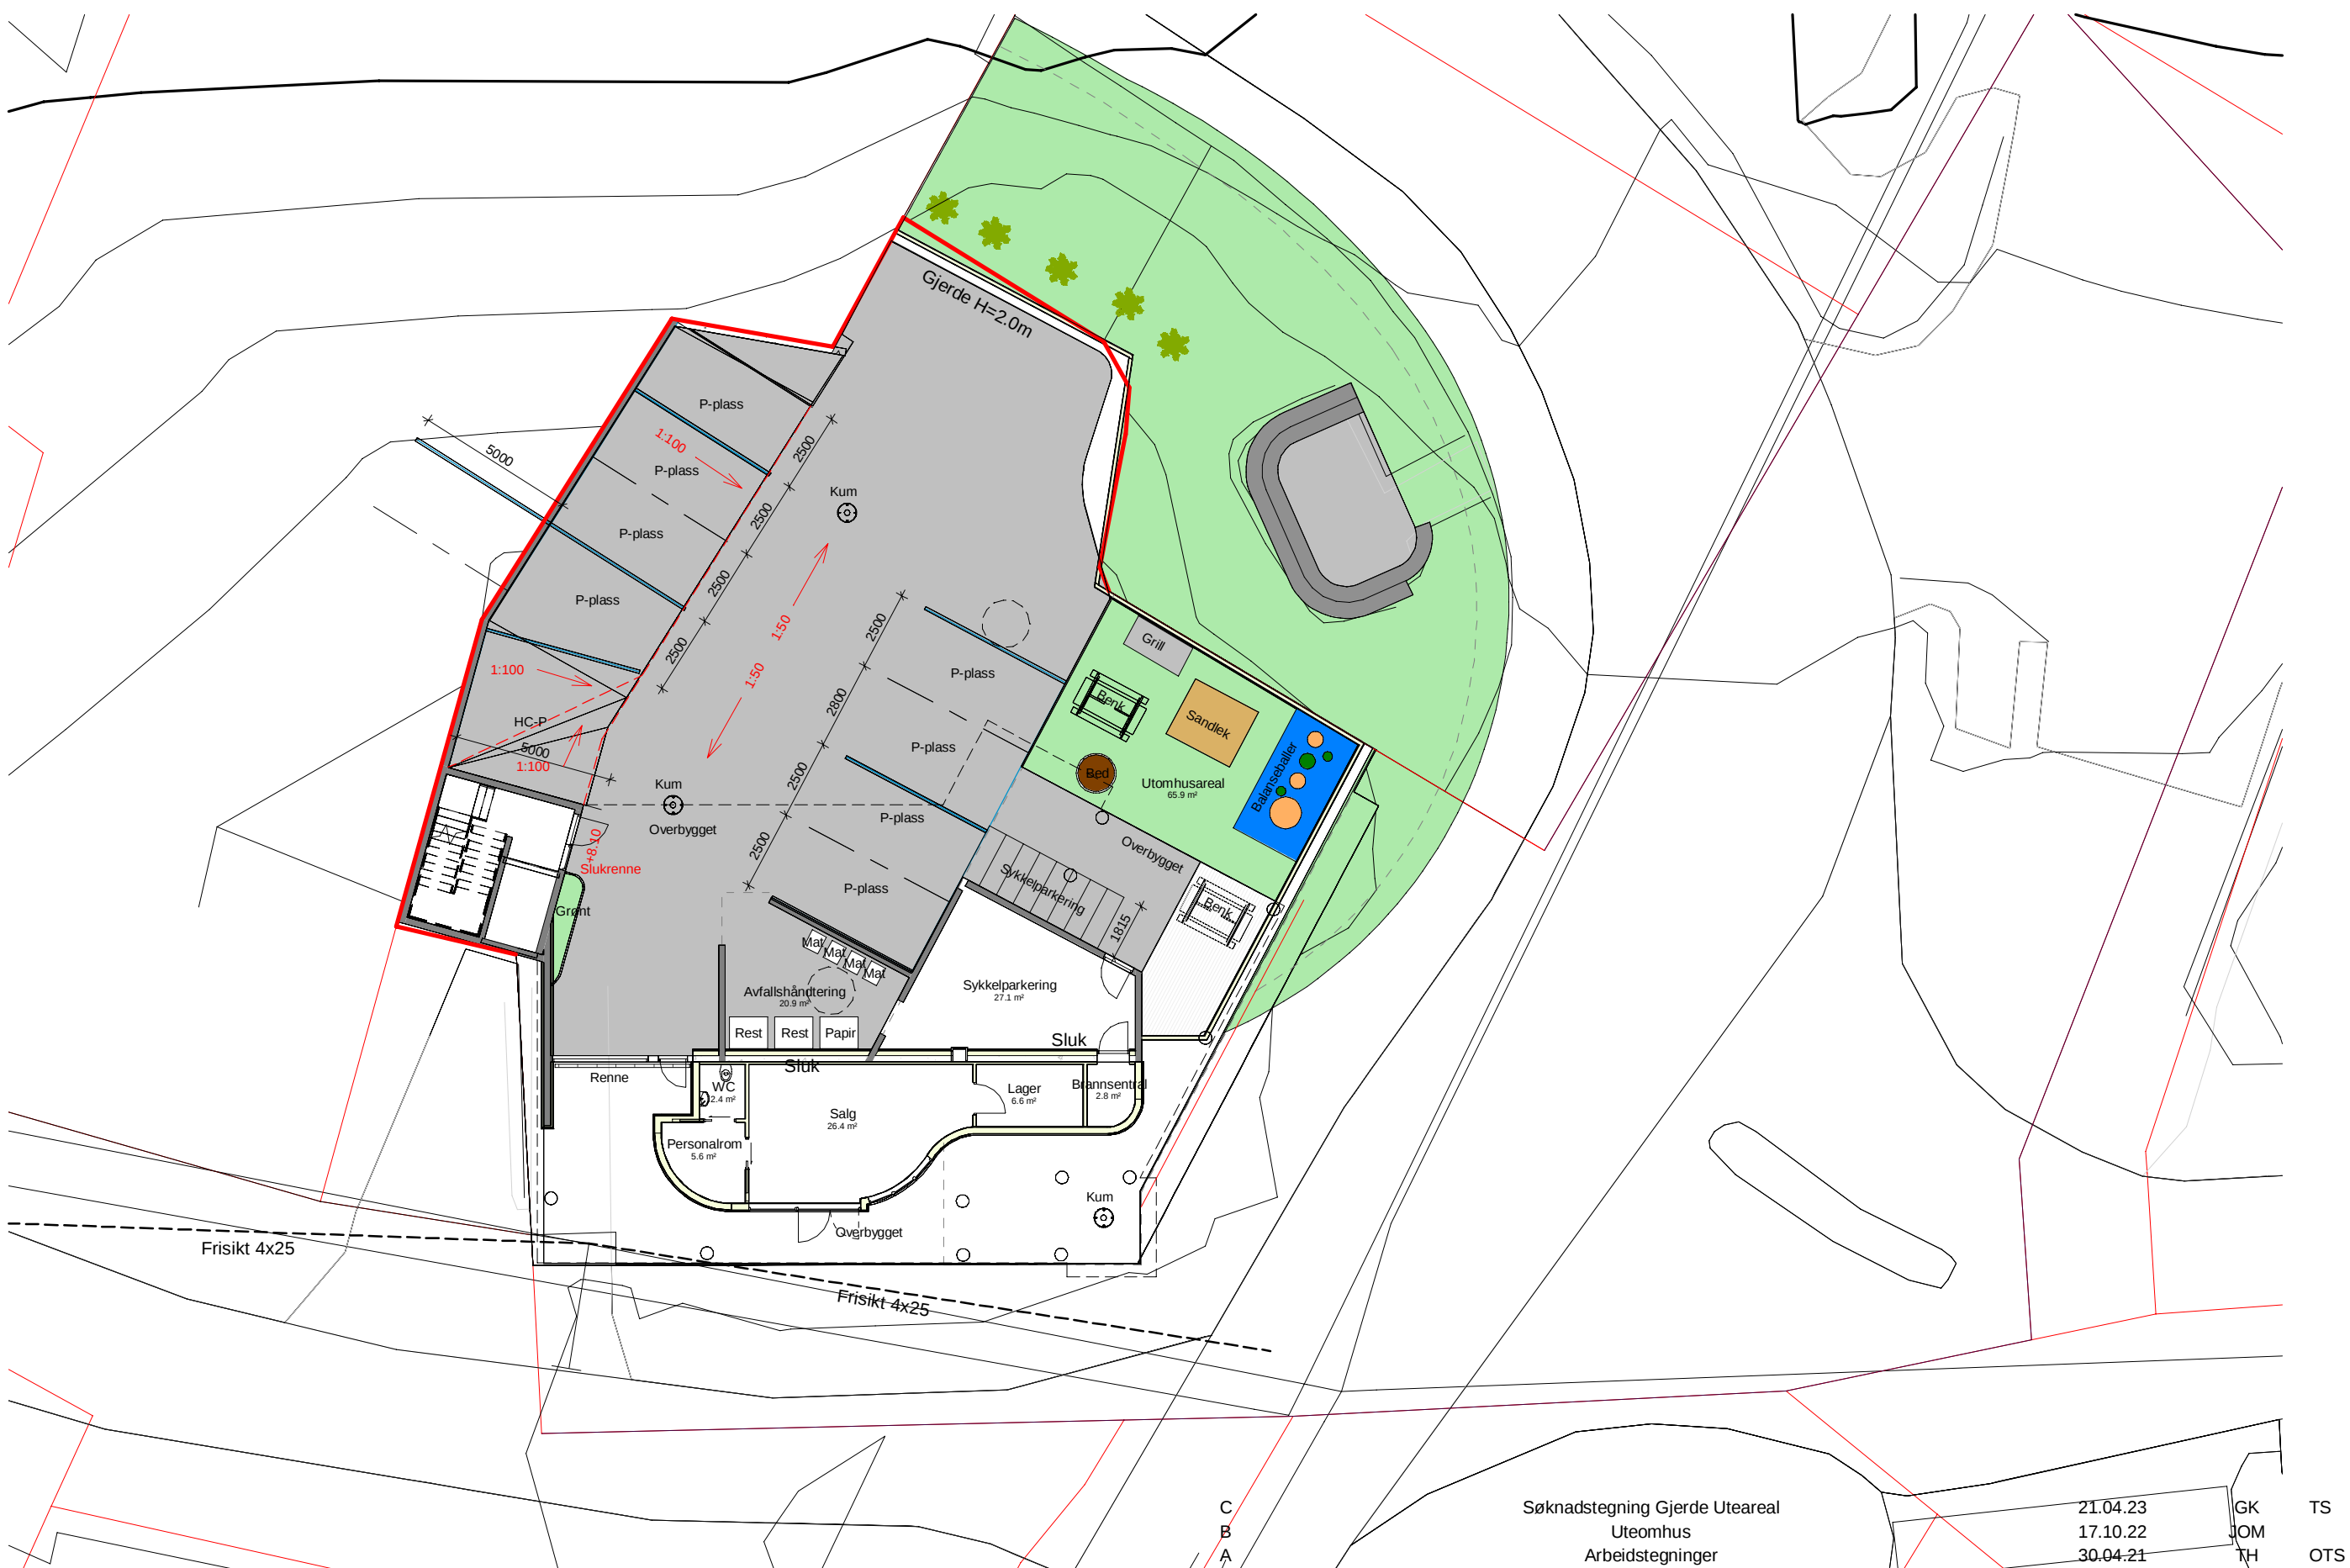 Gjerde H=2.0m
P-plass
1:100
2500
P-plass
5000
2500
Kum
P-plass
2500
P-plass
1:50
2500
2500
Grill
1:100
1:50
P-plass
Benk
2800
Sandlek
HC-P
5000
P-plass
1:100
2500
Kum
Bed
Utomhusareal
65.9 m²
Balanseballer
Overbygget
P-plass
+8.10
Slukrenne
2500
Overbygget
P-plass
Sykkelparkering
Grønt
Benk
1815
Mat
Mat
Mat
Mat
Avfallshåndtering
20.9 m²
Sykkelparkering
27.1 m²
Rest
Rest
Papir
Sluk
Sluk
Renne
WC
2.4 m²
Lager
6.6 m²
Brannsentral
2.8 m²
Salg
26.4 m²
Personalrom
5.6 m²
Kum
Overbygget
Frisikt 4x25
Frisikt 4x25
C Søknadstegning Gjerde Uteareal 21.04.23 GK TS
B Uteomhus 17.10.22 JOM
A Arbeidstegninger 30.04.21 TH OTS